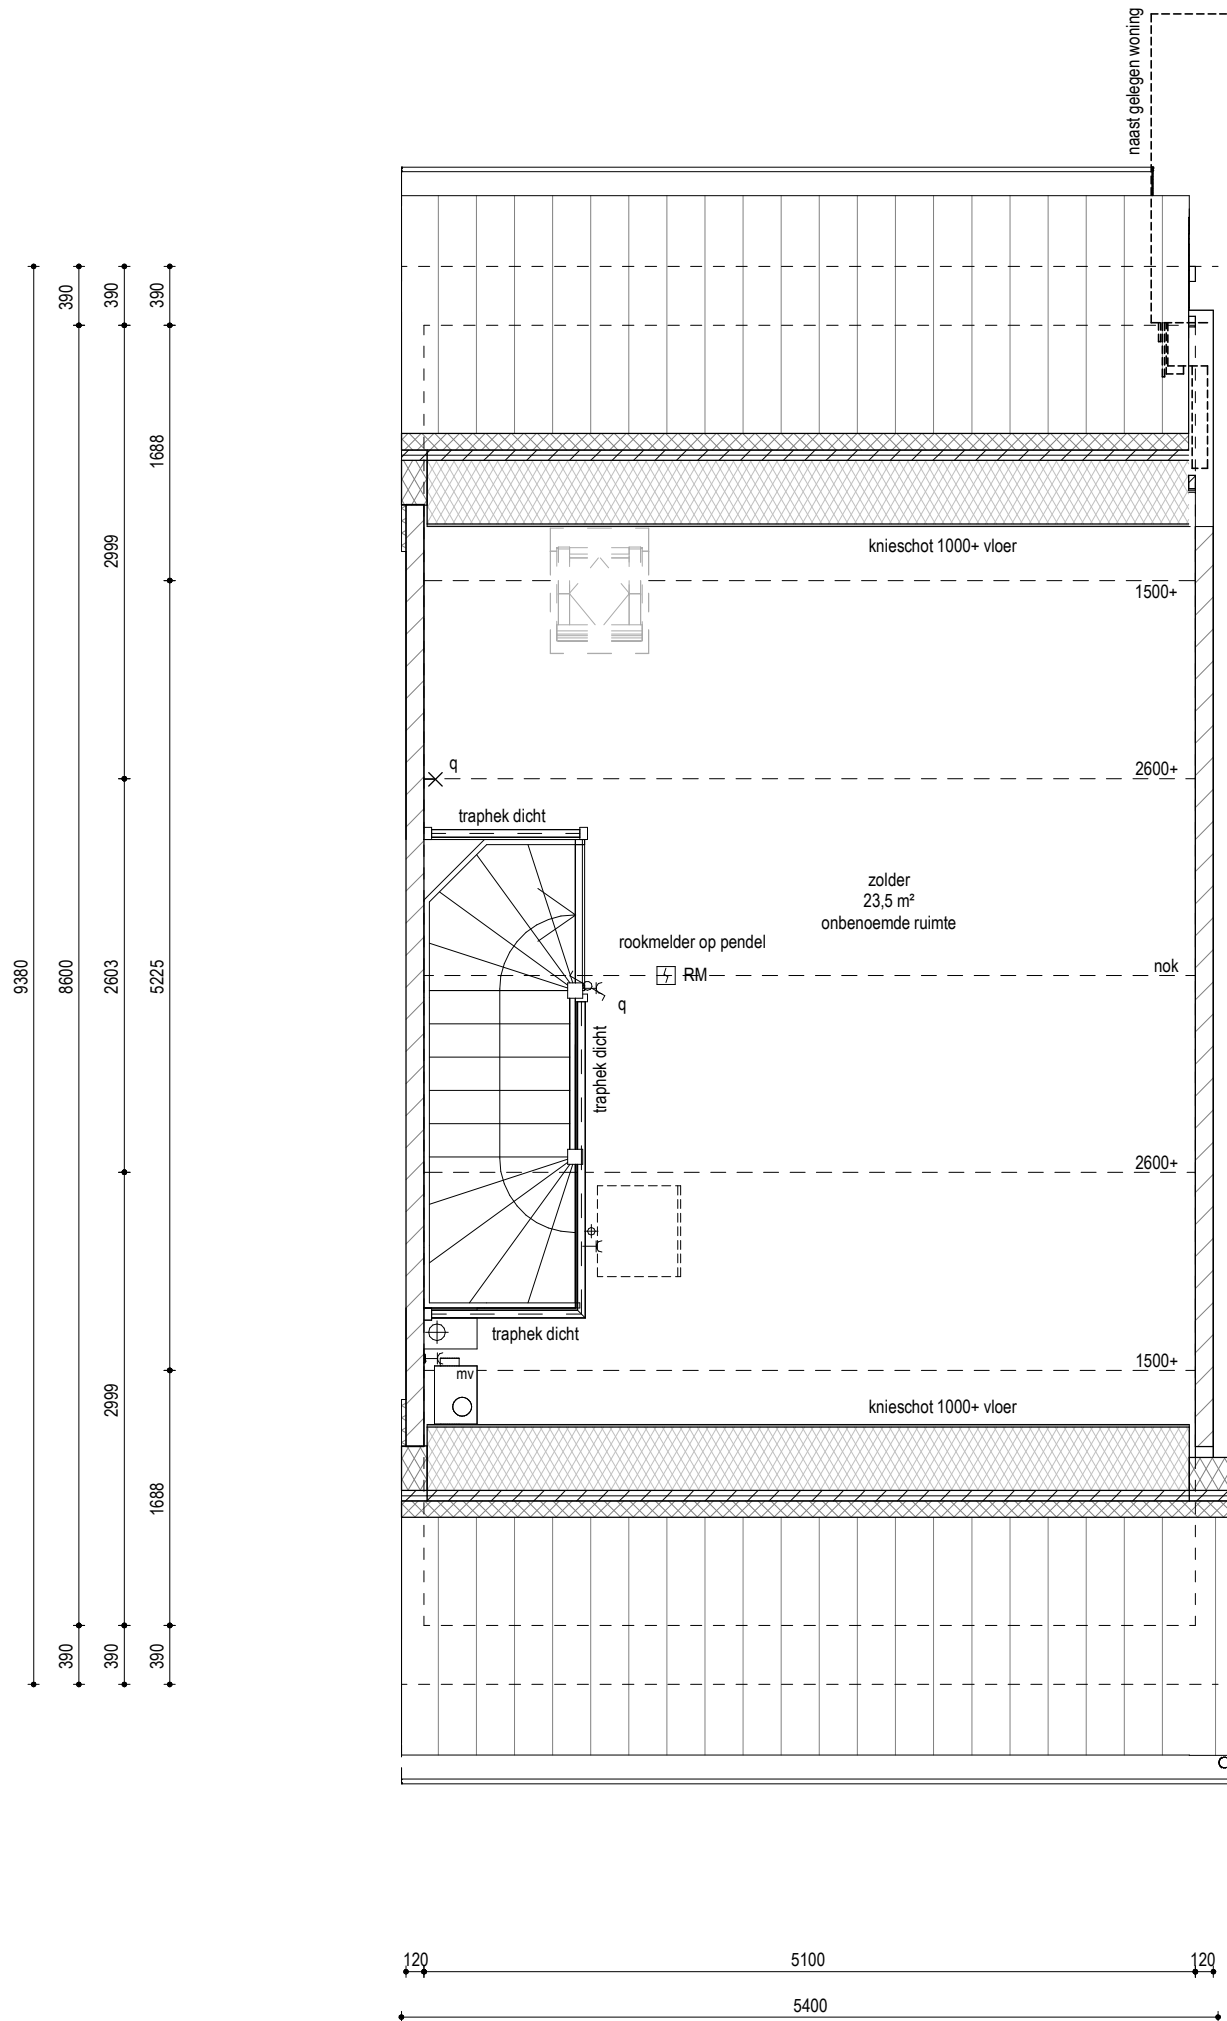 naast gelegen woning
390
390
390
1688
2999
knieschot 1000+ vloer
1500+
q
2600+
traphek dicht
zolder
23,5 m²
onbenoemde ruimte
rookmelder op pendel
RM
nok
9380
8600
2603
5225
q
traphek dicht
2600+
traphek dicht
1500+
mv
knieschot 1000+ vloer
2999
1688
390
390
390
120
5100
120
5400